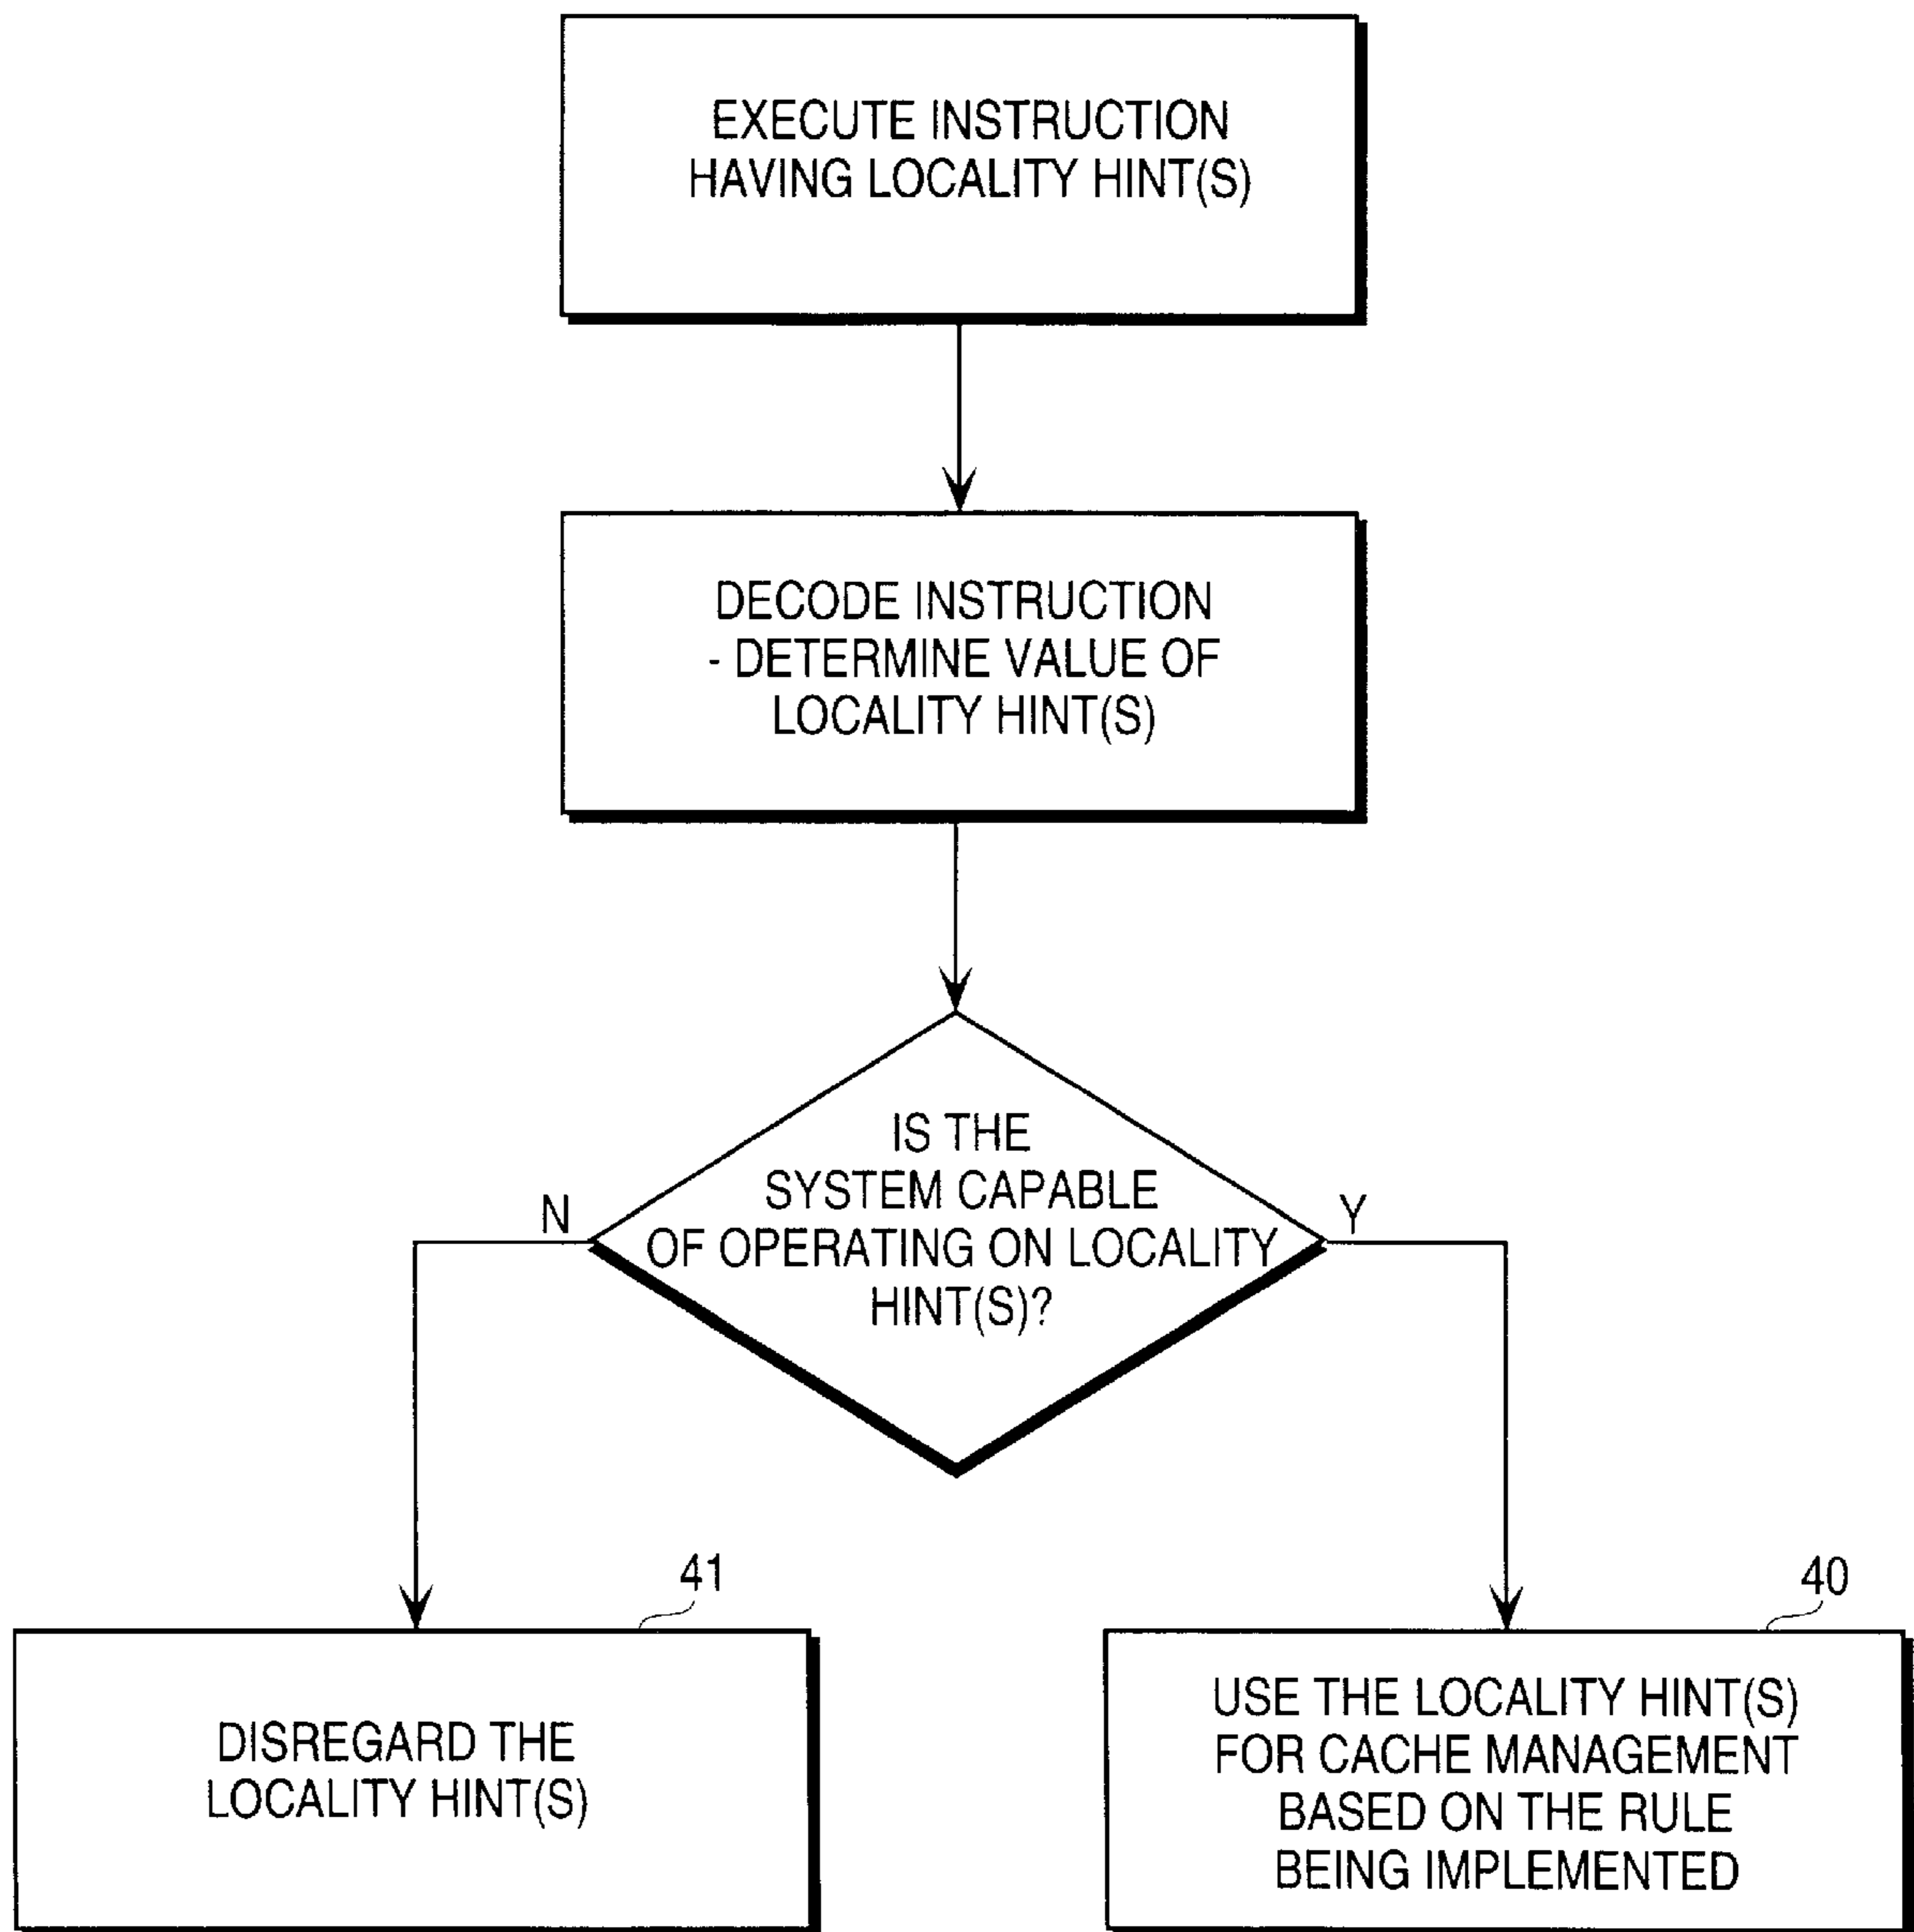 EXECUTE INSTRUCTION
HAVING LOCALITY HINT(S)
DECODE INSTRUCTION
- DETERMINE VALUE OF
LOCALITY HINT(S)
IS THE
SYSTEM CAPABLE
OF OPERATING ON LOCALITY
HINT(S)?
N
Y
41
DISREGARD THE
LOCALITY HINT(S)
40
USE THE LOCALITY HINT(S)
FOR CACHE MANAGEMENT
BASED ON THE RULE
BEING IMPLEMENTED